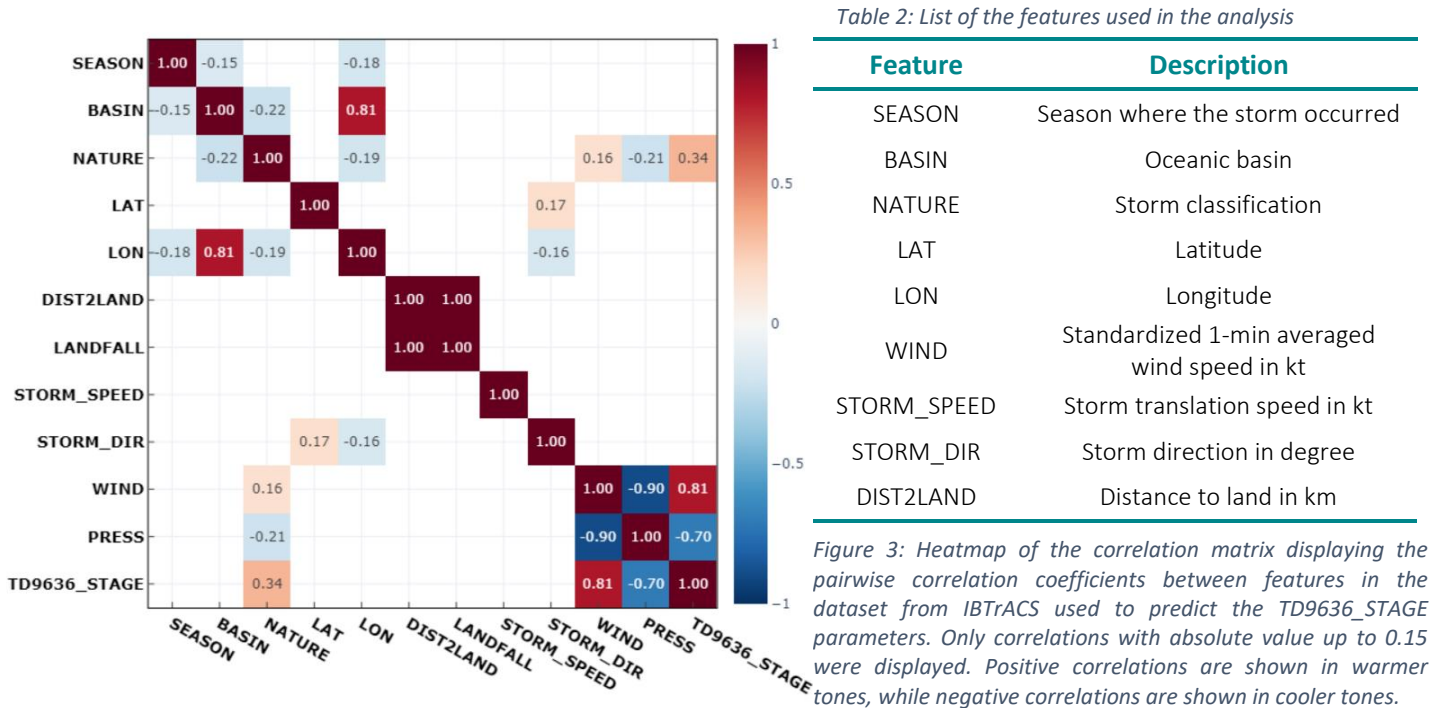 Table 2: List of the features used in the analysis
Feature Description
SEASON Season where the storm occurred
BASIN Oceanic basin
NATURE Storm classification
LAT Latitude
LON Longitude
WIND Standardized 1-min averaged
wind speed in kt
STORM_SPEED Storm translation speed in kt
STORM_DIR Storm direction in degree
DIST2LAND Distance to land in km
SEASON 1.00 -0.15 -0.18
BASIN -0.15 1.00 -0.22 0.81
NATURE -0.22 1.00 -0.19 0.16 -0.21 0.34
LAT 1.00 0.17
LON -0.18 0.81 -0.19 1.00 -0.16
DIST2LAND 1.00 1.00
LANDFALL 1.00 1.00
STORM_SPEED 1.00
STORM_DIR 0.17 -0.16 1.00
WIND 0.16 1.00 -0.90 0.81
PRESS -0.21 -0.90 1.00 -0.70
TD9636_STAGE 0.34 0.81 -0.70 1.00
SEASON BASIN NATURE LAT LON DIST2LAND LANDFALL STORM_SPEED STORM_DIR WIND PRESS TD9636_STAGE
1
0.5
0
−0.5
−1
Figure 3: Heatmap of the correlation matrix displaying the
pairwise correlation coefficients between features in the
dataset from IBTrACS used to predict the TD9636_STAGE
parameters. Only correlations with absolute value up to 0.15
were displayed. Positive correlations are shown in warmer
tones, while negative correlations are shown in cooler tones.